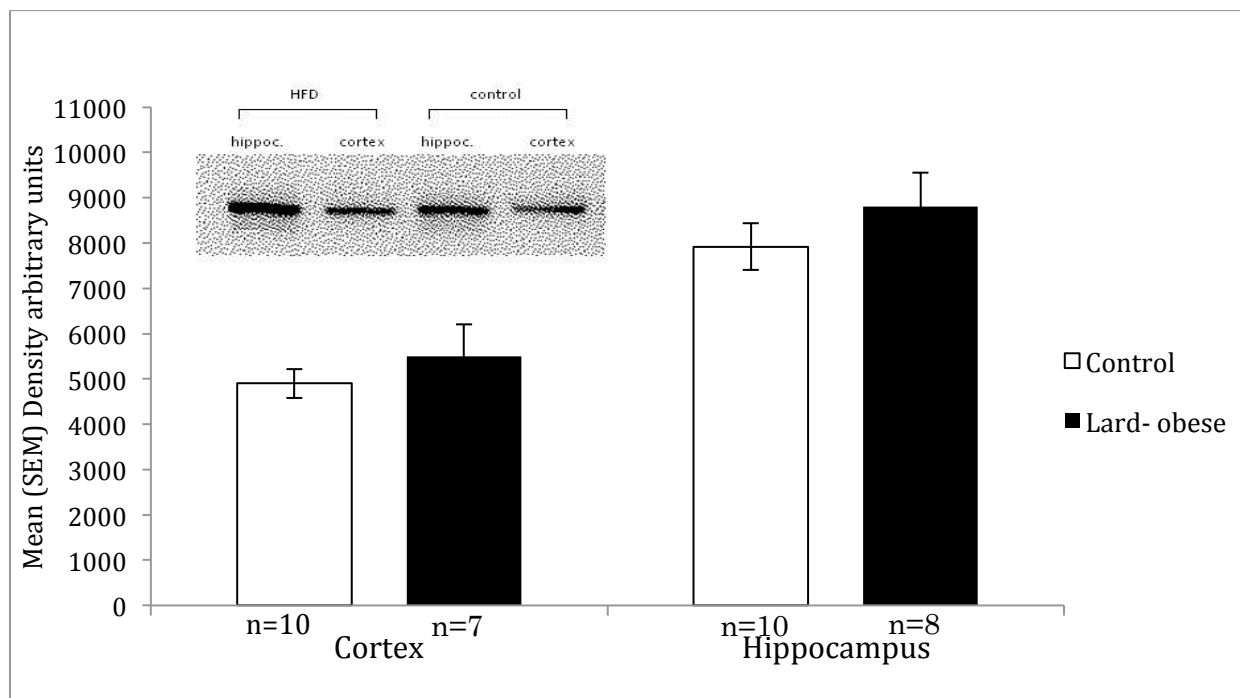 HFD control
hippoc. cortex hippoc. cortex
Mean (SEM) Density arbitrary units
11000
10000
9000
8000
7000
6000
5000
4000
3000
2000
1000
0
n=10 n=7 n=10 n=8
Cortex Hippocampus
Control
Lard- obese